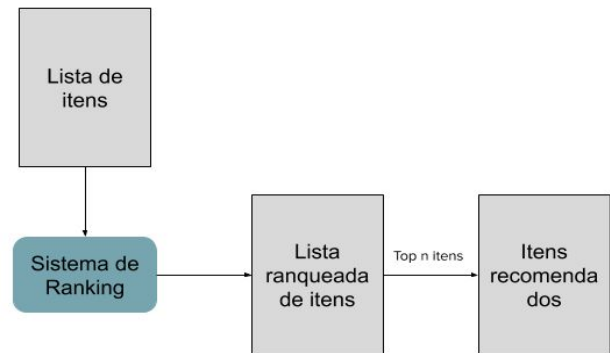 Lista de
itens
Sistema de
Ranking
Lista
ranqueada
de itens
Top n itens
Itens
recomenda
dos